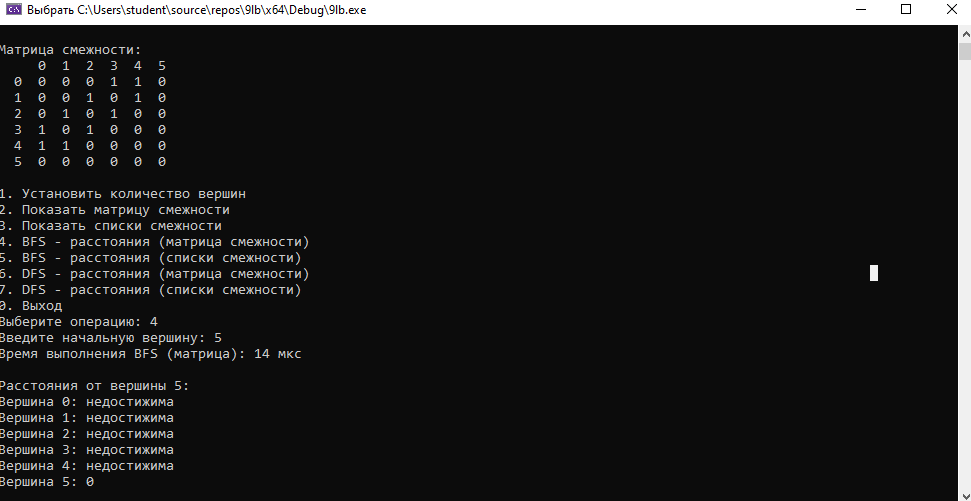 Выбрать C:\Users\student\source\repos\9lb\x64\Debug\9lb.exe
Матрица смежности:
0 1 2 3 4 5
0 0 0 0 1 1 0
1 0 0 1 0 1 0
2 0 1 0 1 0 0
3 1 0 1 0 0 0
4 1 1 0 0 0 0
5 0 0 0 0 0 0
1. Установить количество вершин
2. Показать матрицу смежности
3. Показать списки смежности
4. BFS - расстояния (матрица смежности)
5. BFS - расстояния (списки смежности)
6. DFS - расстояния (матрица смежности)
7. DFS - расстояния (списки смежности)
0. Выход
Выберите операцию: 4
Введите начальную вершину: 5
Время выполнения BFS (матрица): 14 мкс
Расстояния от вершины 5:
Вершина 0: недостижима
Вершина 1: недостижима
Вершина 2: недостижима
Вершина 3: недостижима
Вершина 4: недостижима
Вершина 5: 0